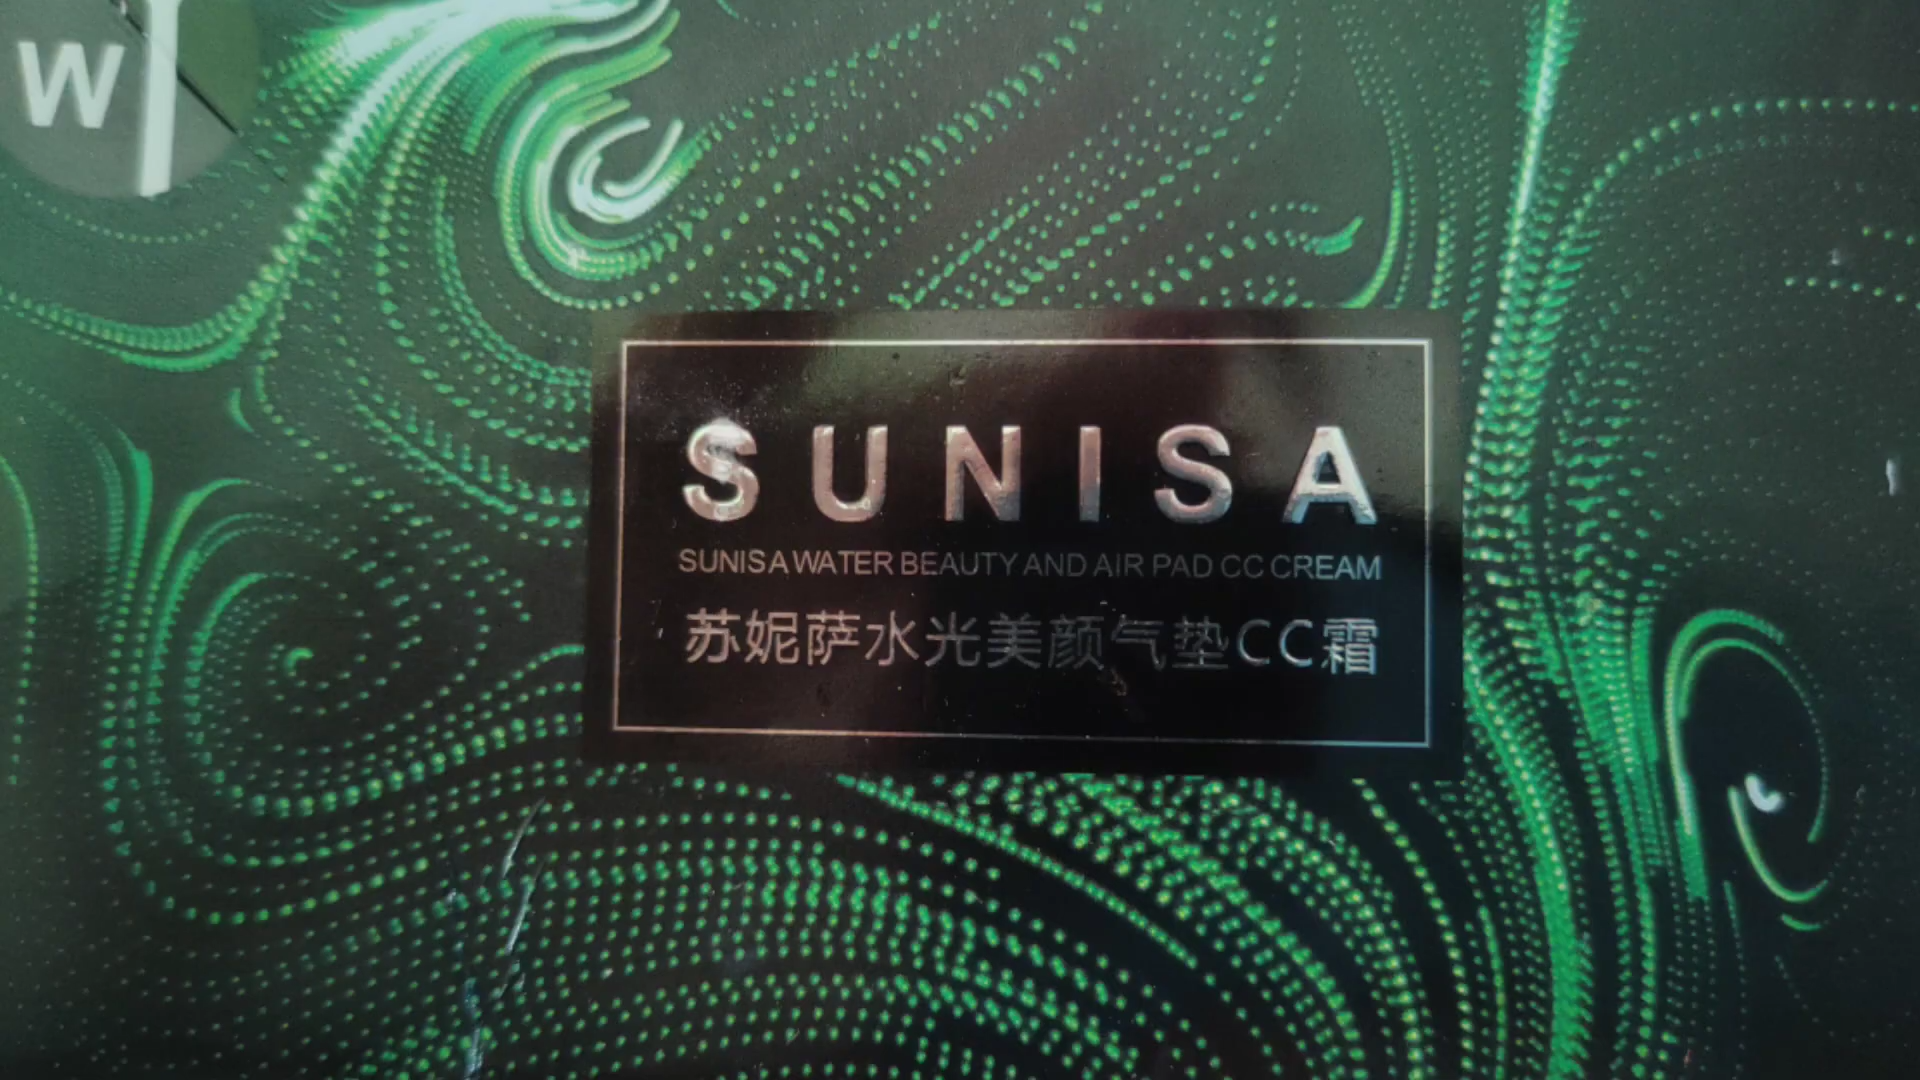 W
SUNISA
SUNISA WATER BEAUTY AND AIR PAD CC CREAM
苏妮萨水光美颜气垫CC霜